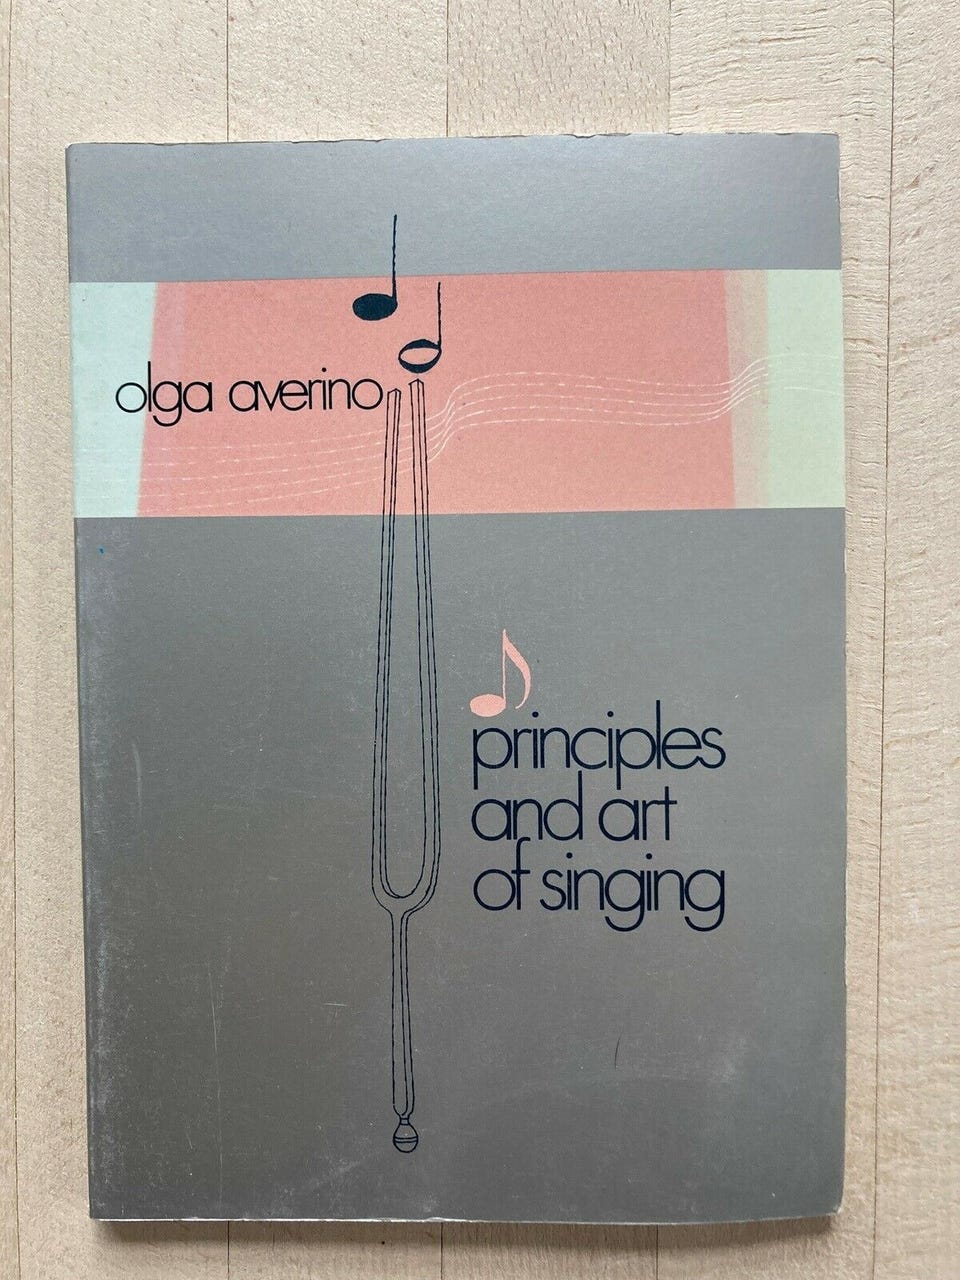 olga averino
principles
and art
of singing